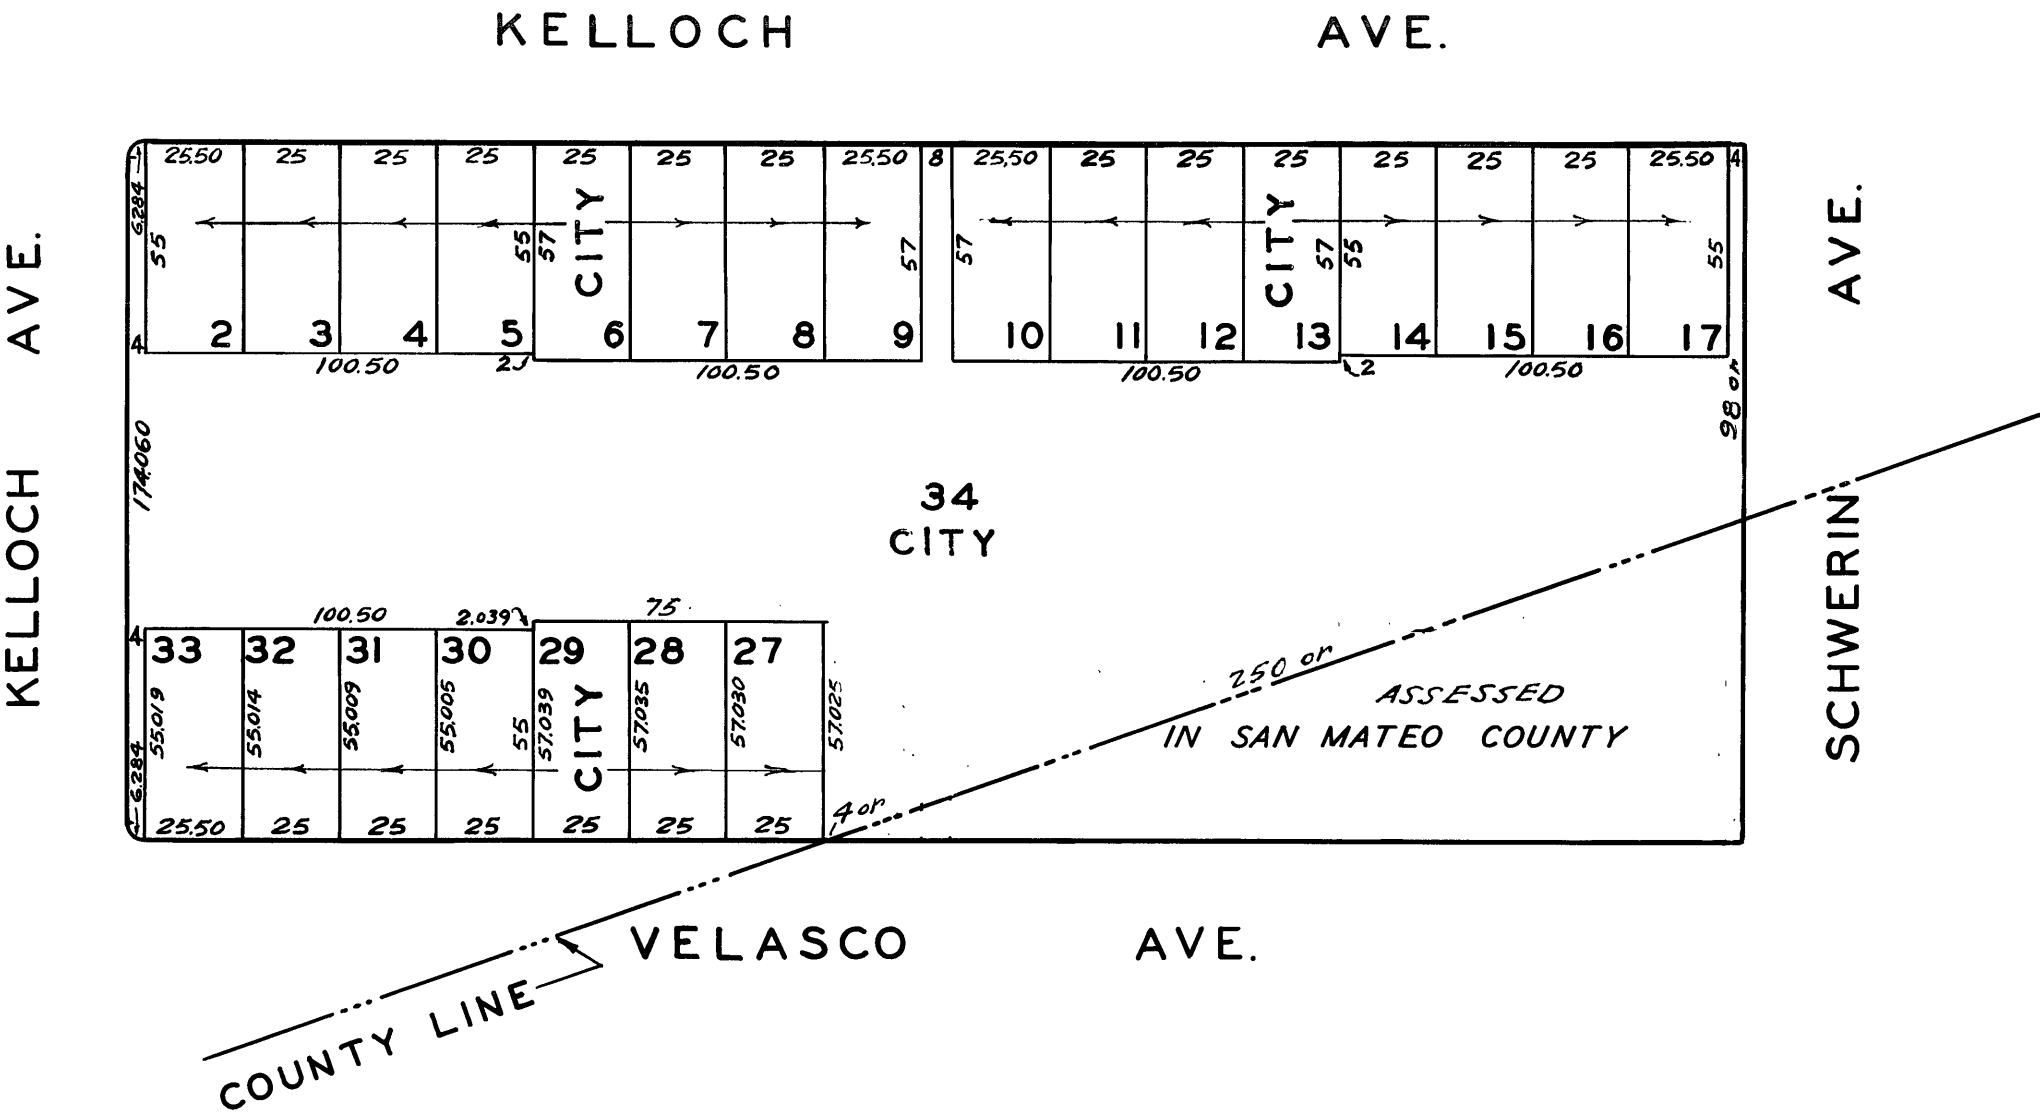 KELLOCH AVE.
25.50 25 25 25 25 25 25 25.50 8 25.50 25 25 25 25 25 25 25.50 4
6.284
55
55
57
CITY
57
57
CITY
57
55
55
4
2 3 4 5 6 7 8 9 10 11 12 13 14 15 16 17
100.50 2 100.50 100.50 2 100.50
98 or
KELLOCH AVE.
174.060
SCHWERIN AVE.
34
CITY
100.50 2.039 75
4
33 32 31 30 29 28 27
55.019
55.014
55.009
55.005
55
57.039
CITY
57.035
57.030
57.025
6.284
250 or
ASSESSED
IN SAN MATEO COUNTY
4 or
25.50 25 25 25 25 25 25
VELASCO AVE.
COUNTY LINE